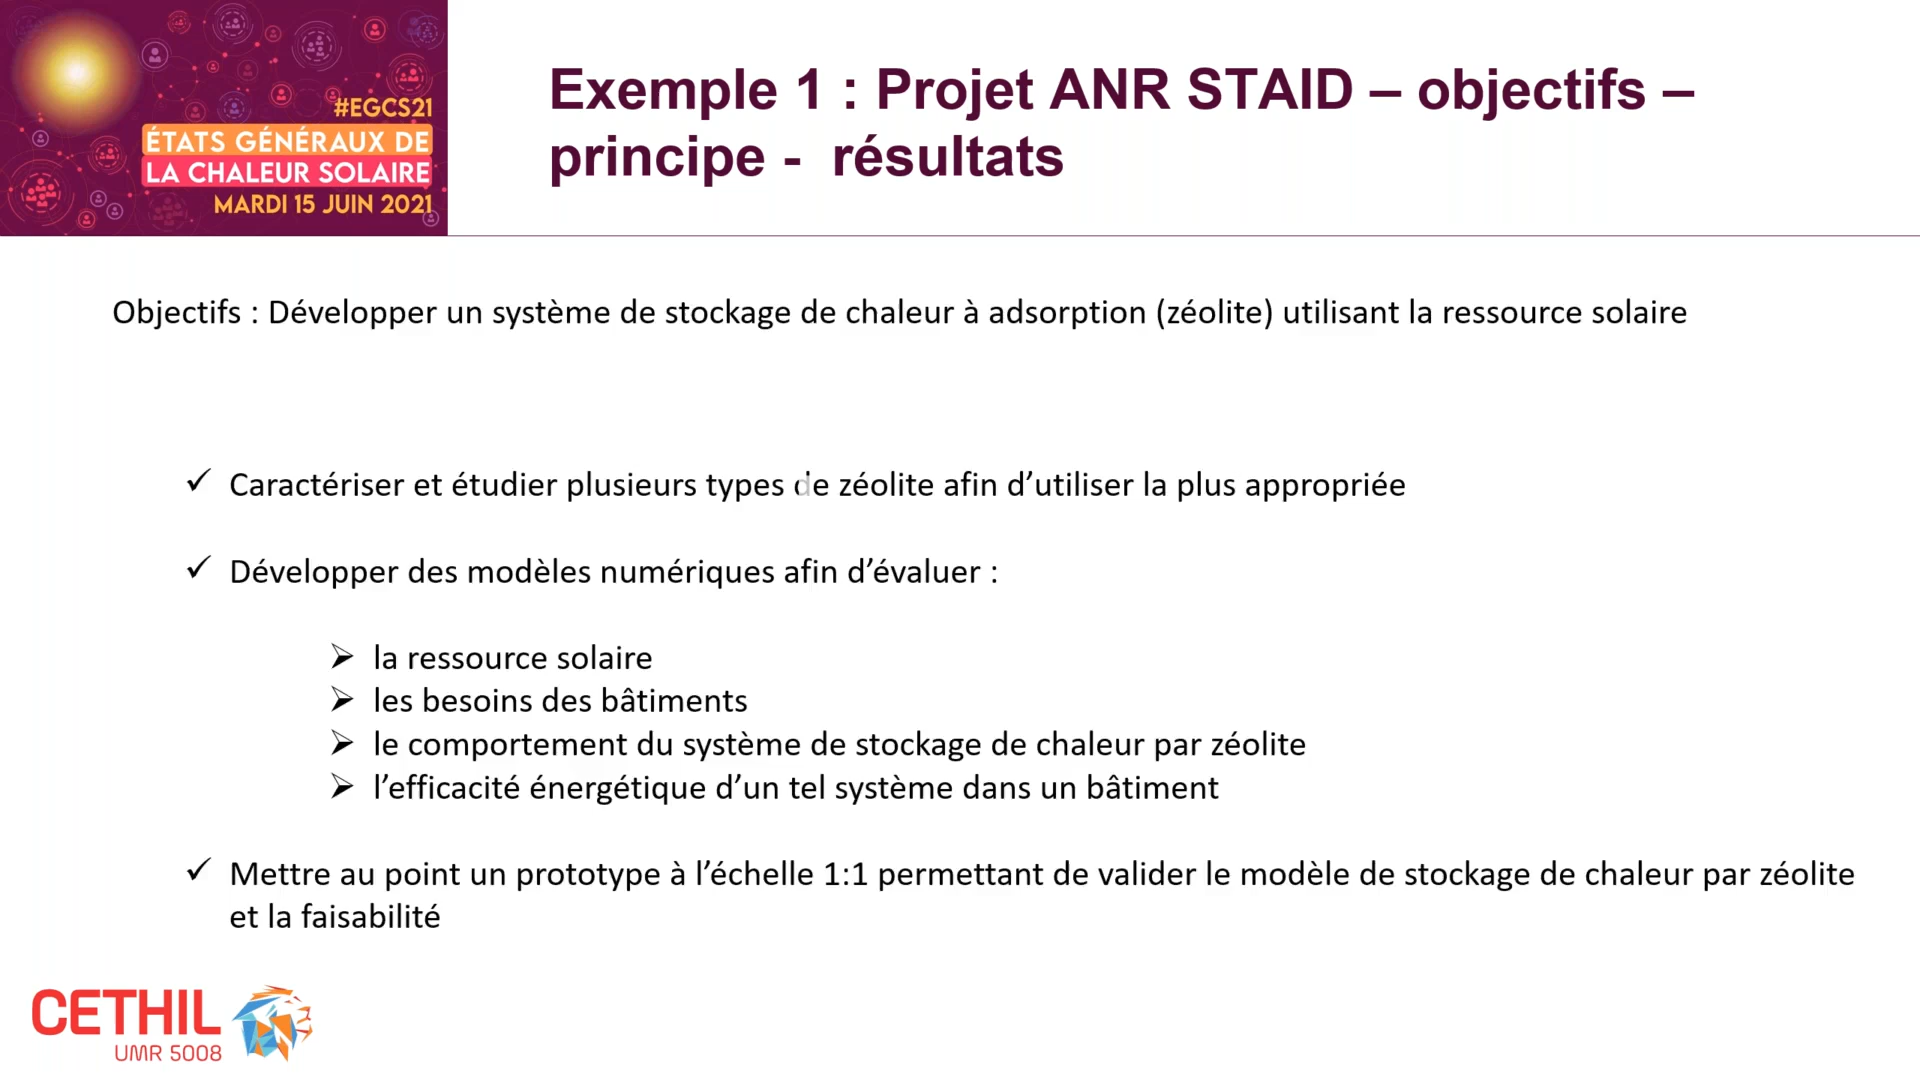 #EGCS21
ÉTATS GÉNÉRAUX DE
LA CHALEUR SOLAIRE
MARDI 15 JUIN 2021
Exemple 1 : Projet ANR STAID – objectifs –
principe - résultats
Objectifs : Développer un système de stockage de chaleur à adsorption (zéolite) utilisant la ressource solaire
✓ Caractériser et étudier plusieurs types de zéolite afin d’utiliser la plus appropriée
✓ Développer des modèles numériques afin d’évaluer :
➢ la ressource solaire
➢ les besoins des bâtiments
➢ le comportement du système de stockage de chaleur par zéolite
➢ l’efficacité énergétique d’un tel système dans un bâtiment
✓ Mettre au point un prototype à l’échelle 1:1 permettant de valider le modèle de stockage de chaleur par zéolite
et la faisabilité
CETHIL
UMR 5008